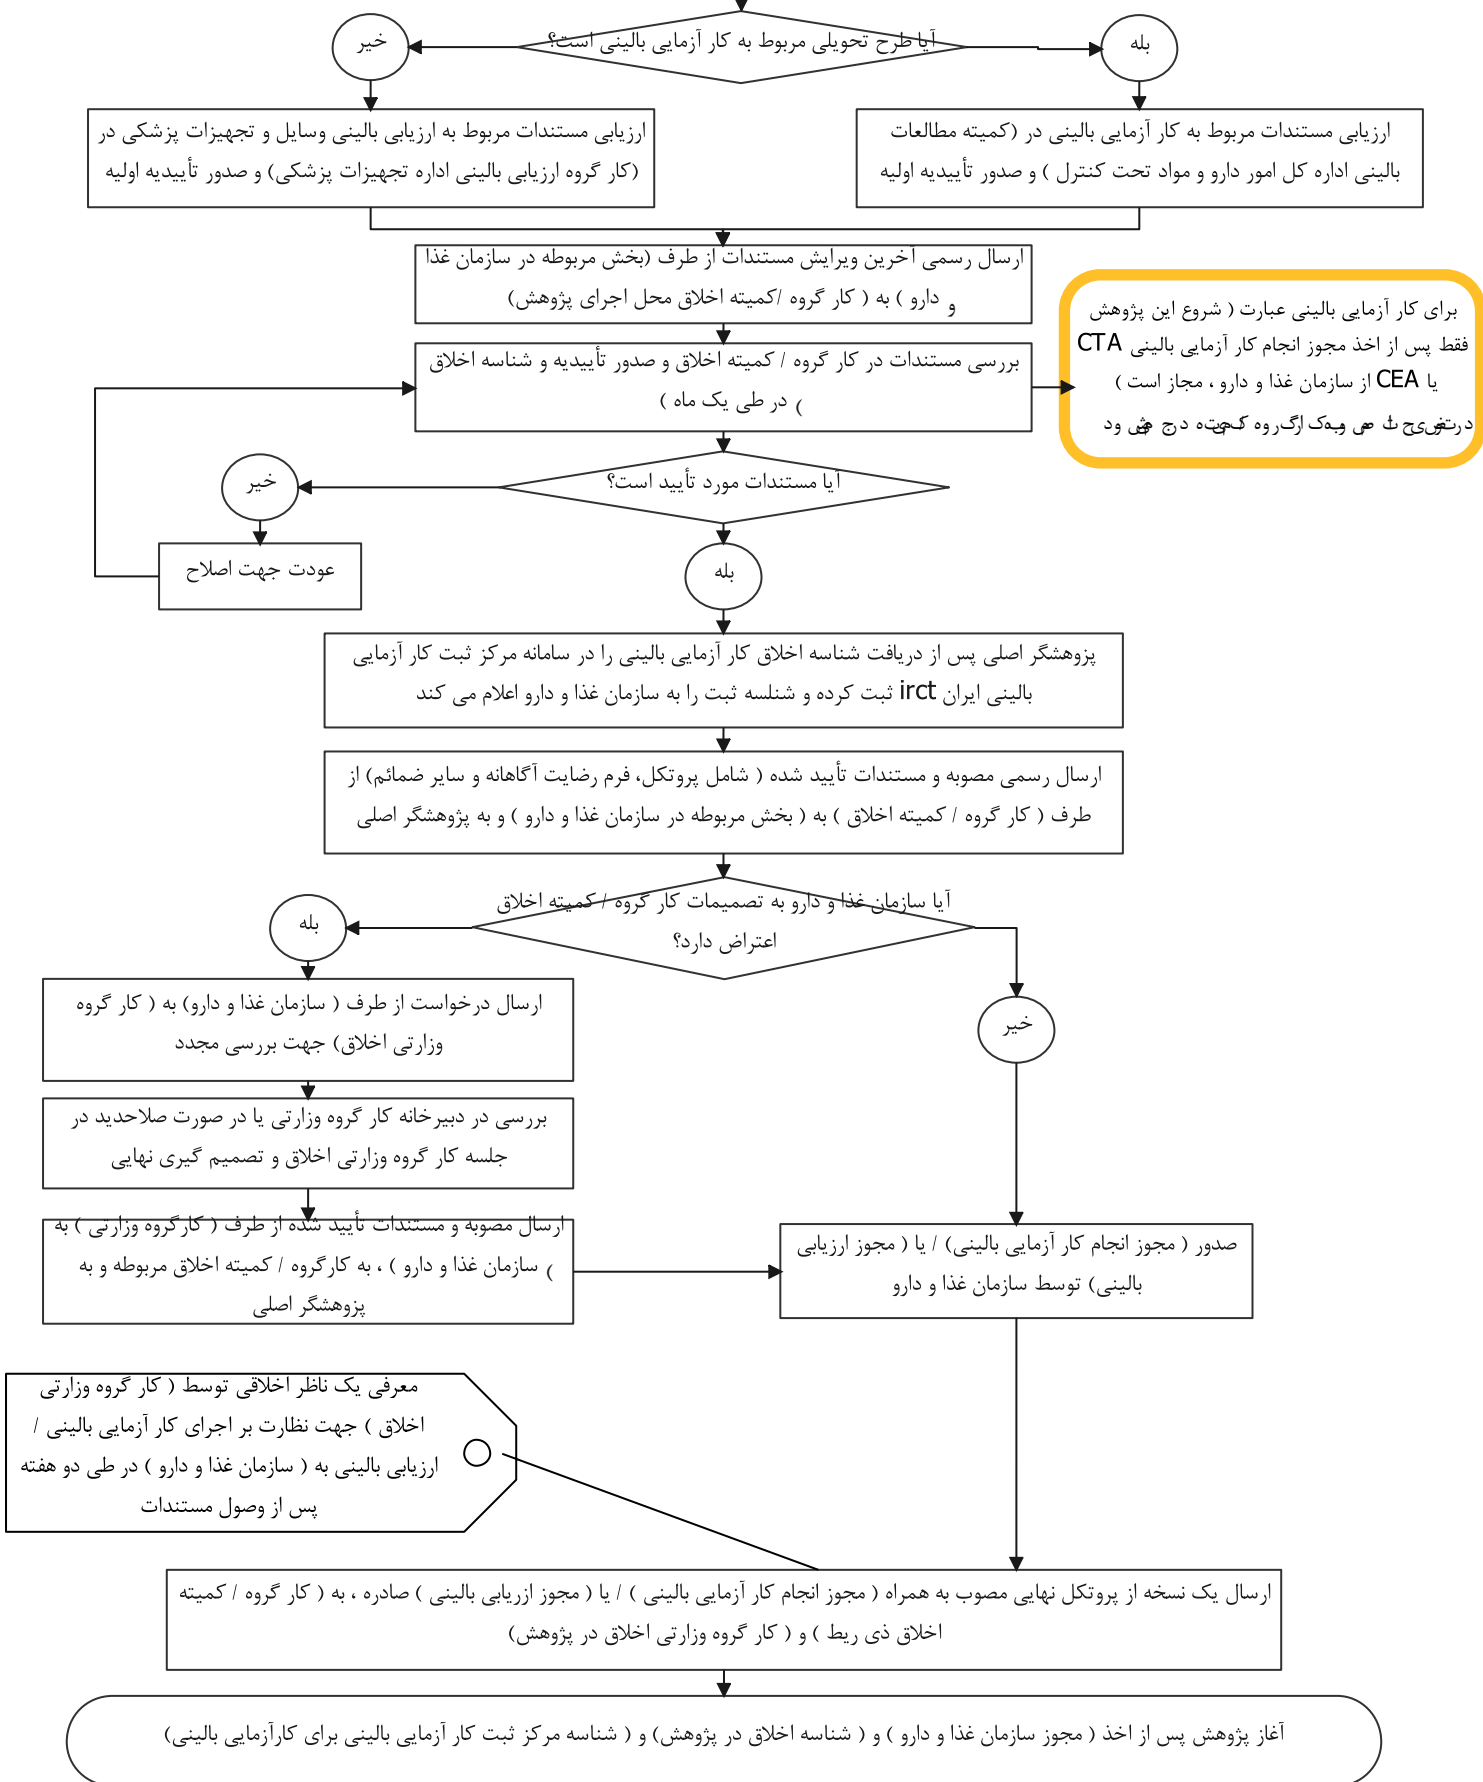 آیا طرح تحویلی مربوط به کار آزمایی بالینی است؟
بله
خیر
ارزیابی مستندات مربوط به کار آزمایی بالینی در (کمیته مطالعات
بالینی اداره کل امور دارو و مواد تحت کنترل ) و صدور تأییدیه اولیه
ارزیابی مستندات مربوط به ارزیابی بالینی وسایل و تجهیزات پزشکی در
(کار گروه ارزیابی بالینی اداره تجهیزات پزشکی) و صدور تأییدیه اولیه
ارسال رسمی آخرین ویرایش مستندات از طرف (بخش مربوطه در سازمان غذا
و دارو ) به ( کار گروه /کمیته اخلاق محل اجرای پژوهش)
بررسی مستندات در کار گروه / کمیته اخلاق و صدور تأییدیه و شناسه اخلاق
( در طی یک ماه )
برای کار آزمایی بالینی عبارت ( شروع این پژوهش
فقط پس از اخذ مجوز انجام کار آزمایی بالینی CTA
یا CEA از سازمان غذا و دارو ، مجاز است )
آیا مستندات مورد تأیید است؟
خیر
عودت جهت اصلاح
بله
پزوهشگر اصلی پس از دریافت شناسه اخلاق کار آزمایی بالینی را در سامانه مرکز ثبت کار آزمایی
بالینی ایران irct ثبت کرده و شنلسه ثبت را به سازمان غذا و دارو اعلام می کند
ارسال رسمی مصوبه و مستندات تأیید شده ( شامل پروتکل، فرم رضایت آگاهانه و سایر ضمائم) از
طرف ( کار گروه / کمیته اخلاق ) به ( بخش مربوطه در سازمان غذا و دارو ) و به پژوهشگر اصلی
آیا سازمان غذا و دارو به تصمیمات کار گروه / کمیته اخلاق
اعتراض دارد؟
بله
خیر
ارسال درخواست از طرف ( سازمان غذا و دارو) به ( کار گروه
وزارتی اخلاق) جهت بررسی مجدد
بررسی در دبیرخانه کار گروه وزارتی یا در صورت صلاحدید در
جلسه کار گروه وزارتی اخلاق و تصمیم گیری نهایی
ارسال مصوبه و مستندات تأیید شده از طرف ( کارگروه وزارتی ) به
( سازمان غذا و دارو ) ، به کارگروه / کمیته اخلاق مربوطه و به
پزوهشگر اصلی
صدور ( مجوز انجام کار آزمایی بالینی) / یا ( مجوز ارزیابی
بالینی) توسط سازمان غذا و دارو
معرفی یک ناظر اخلاقی توسط ( کار گروه وزارتی
اخلاق ) جهت نظارت بر اجرای کار آزمایی بالینی /
ارزیابی بالینی به ( سازمان غذا و دارو ) در طی دو هفته
پس از وصول مستندات
ارسال یک نسخه از پروتکل نهایی مصوب به همراه ( مجوز انجام کار آزمایی بالینی ) / یا ( مجوز ازریابی بالینی ) صادره ، به ( کار گروه / کمیته
اخلاق ذی ریط ) و ( کار گروه وزارتی اخلاق در پژوهش)
آغاز پژوهش پس از اخذ ( مجوز سازمان غذا و دارو ) و ( شناسه اخلاق در پژوهش) و ( شناسه مرکز ثبت کار آزمایی بالینی برای کارآزمایی بالینی)